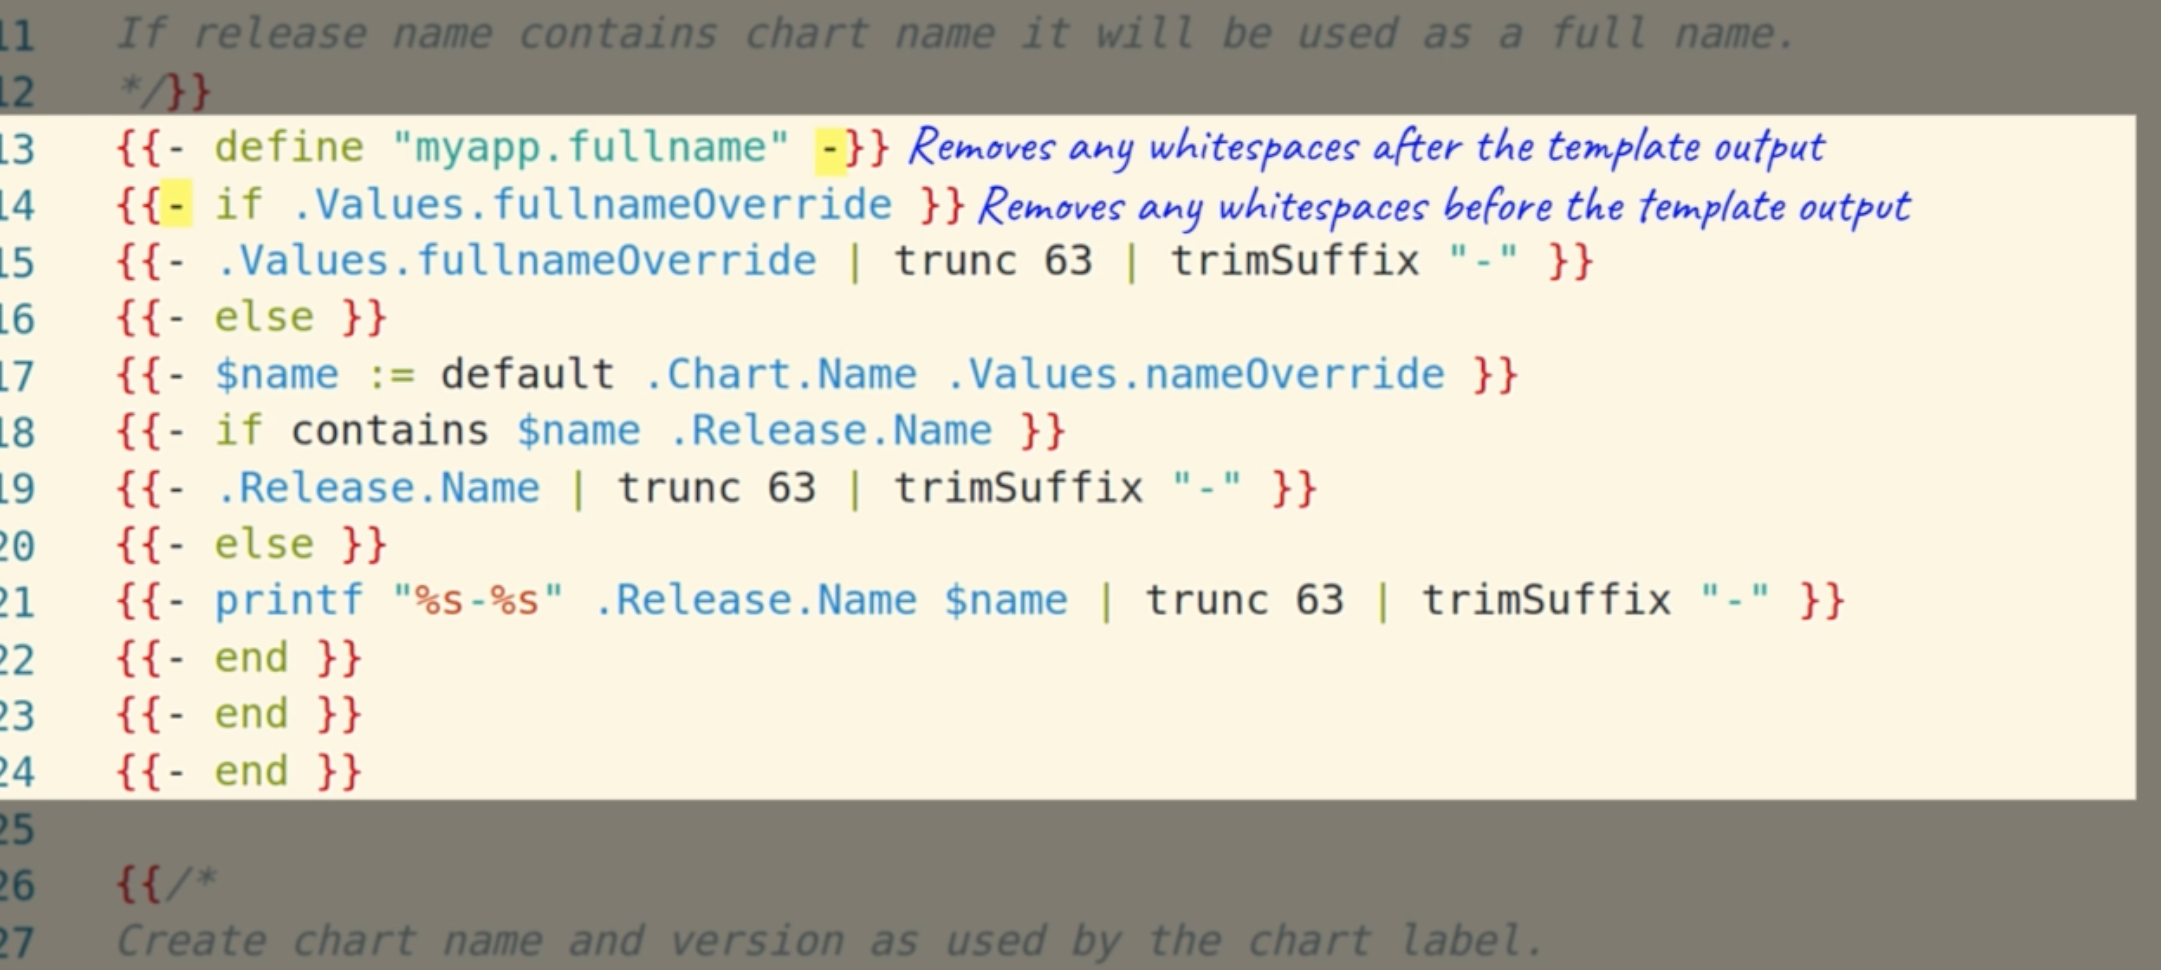 11 If release name contains chart name it will be used as a full name.
12 */}}
13 {{- define "myapp.fullname" -}} Removes any whitespaces after the template output
14 {{- if .Values.fullnameOverride }} Removes any whitespaces before the template output
15 {{- .Values.fullnameOverride | trunc 63 | trimSuffix "-" }}
16 {{- else }}
17 {{- $name := default .Chart.Name .Values.nameOverride }}
18 {{- if contains $name .Release.Name }}
19 {{- .Release.Name | trunc 63 | trimSuffix "-" }}
20 {{- else }}
21 {{- printf "%s-%s" .Release.Name $name | trunc 63 | trimSuffix "-" }}
22 {{- end }}
23 {{- end }}
24 {{- end }}
25
26 {{/*
27 Create chart name and version as used by the chart label.